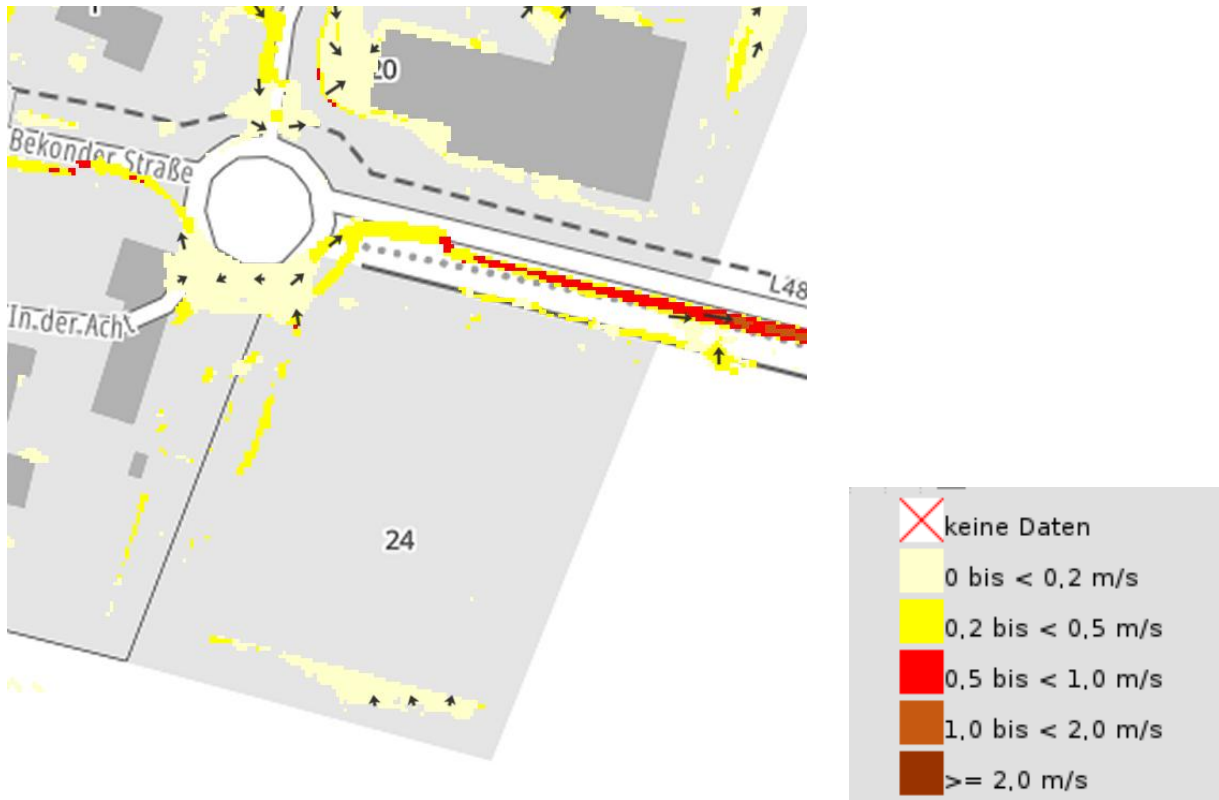 20
Bekonder Straße
L48
In der Acht
24
keine Daten
0 bis < 0,2 m/s
0,2 bis < 0,5 m/s
0,5 bis < 1,0 m/s
1,0 bis < 2,0 m/s
>= 2,0 m/s